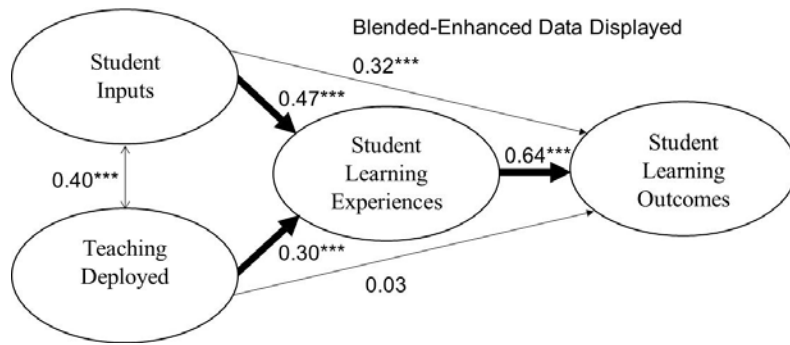 Blended-Enhanced Data Displayed
Student
Inputs
0.32***
0.47***
Student
Learning
Experiences
0.64***
Student
Learning
Outcomes
0.40***
Teaching
Deployed
0.30***
0.03